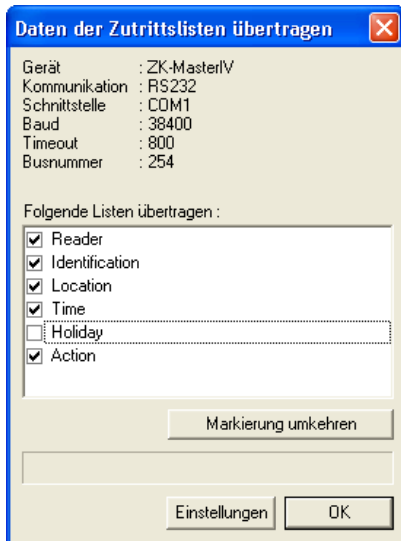 Daten der Zutrittslisten übertragen
Gerät : ZK-MasterIV
Kommunikation : RS232
Schnittstelle : COM1
Baud : 38400
Timeout : 800
Busnummer : 254
Folgende Listen übertragen :
Reader
Identification
Location
Time
Holiday
Action
Markierung umkehren
Einstellungen OK